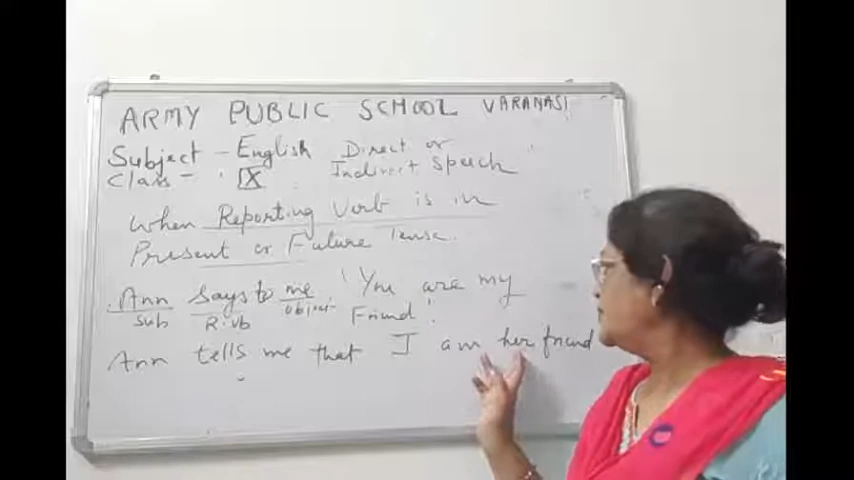 ARMY PUBLIC SCHOOL VARANASI
Subject - English Direct or
Class - X Indirect Speech
When Reporting Verb is in
Present or Future Tense.
Ann says to me 'You are my
Sub R.vb object Friend'.
Ann tells me that I am her friend